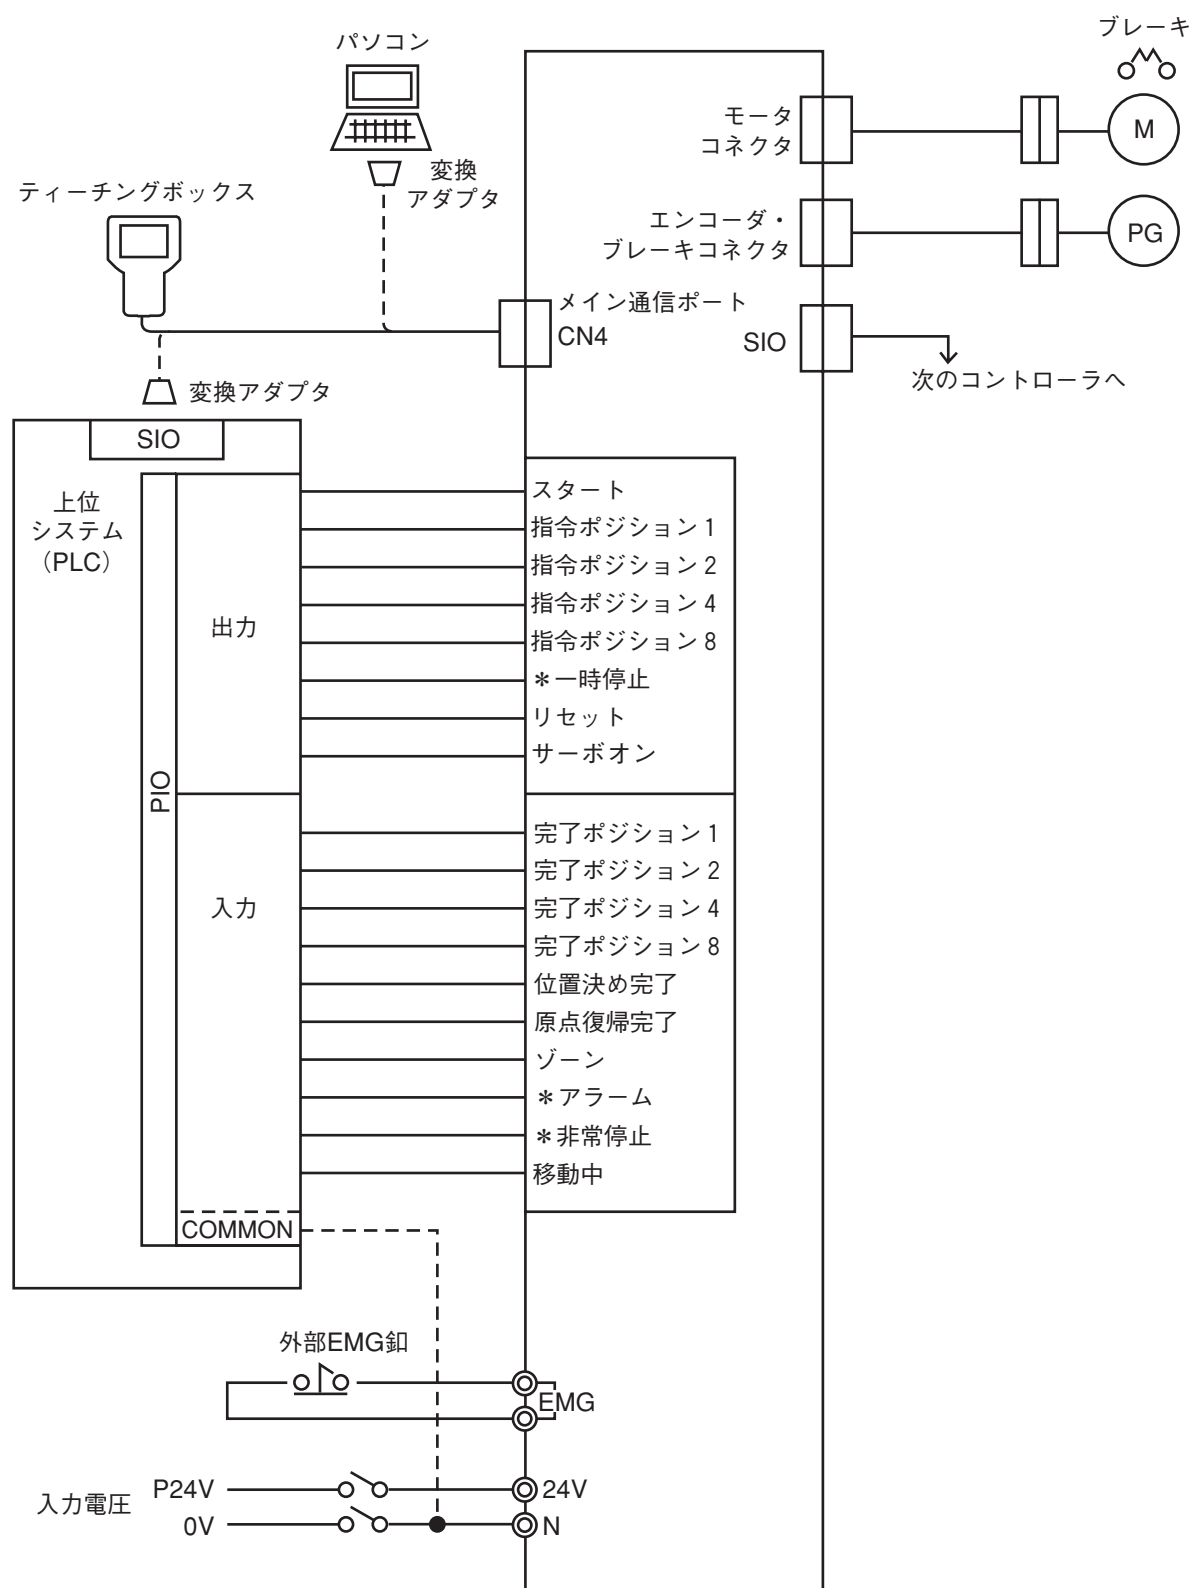 ブレーキ
パソコン
モータ
コネクタ
M
変換
アダプタ
ティーチングボックス
エンコーダ・
ブレーキコネクタ
PG
メイン通信ポート
CN4
SIO
次のコントローラへ
変換アダプタ
SIO
上位
システム
（PLC）
PIO
出力
スタート
指令ポジション1
指令ポジション2
指令ポジション4
指令ポジション8
＊一時停止
リセット
サーボオン
入力
完了ポジション1
完了ポジション2
完了ポジション4
完了ポジション8
位置決め完了
原点復帰完了
ゾーン
＊アラーム
＊非常停止
移動中
COMMON
外部EMG釦
EMG
入力電圧
P24V
24V
0V
N